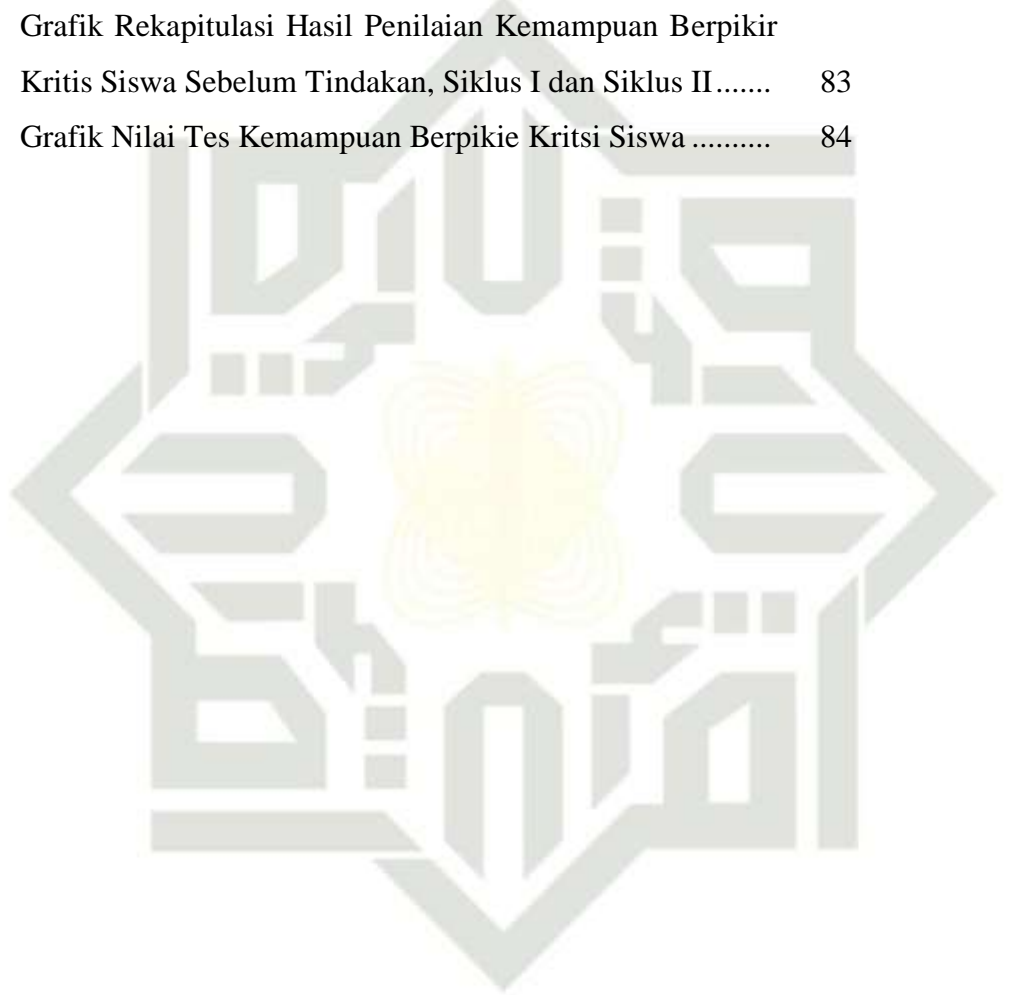 Grafik Rekapitulasi Hasil Penilaian Kemampuan Berpikir
Kritis Siswa Sebelum Tindakan, Siklus I dan Siklus II ....... 83
Grafik Nilai Tes Kemampuan Berpikie Kritsi Siswa .......... 84